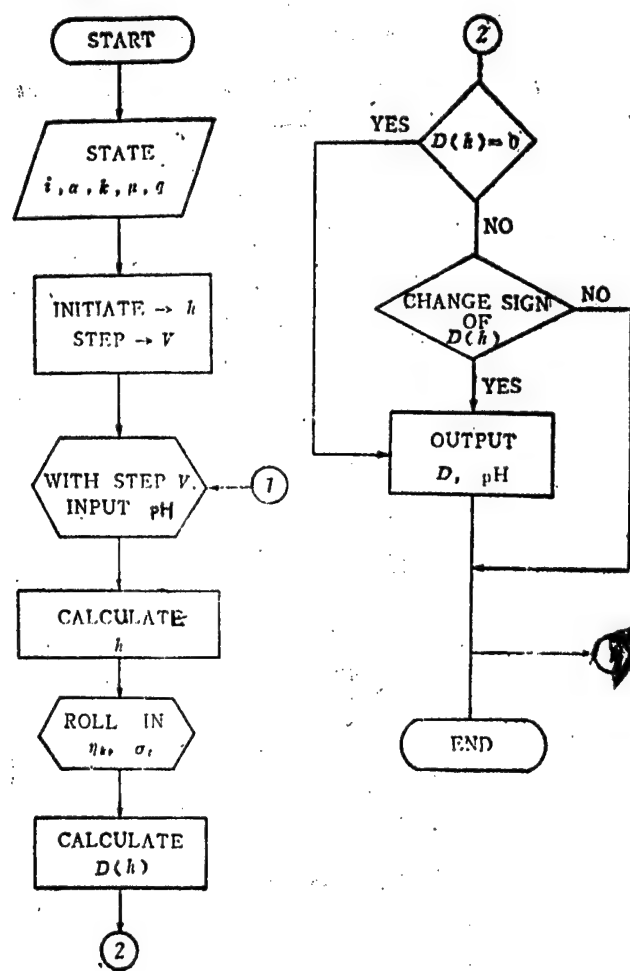 START
STATE
i, α, k, μ, q
INITIATE → h
STEP → V
WITH STEP V.
INPUT pH
1
CALCULATE
h
ROLL IN
CALCULATE
D(h)
2
2
YES
D(h)=0
NO
CHANGE SIGN
OF
D(h)
NO
YES
OUTPUT
D, pH
END